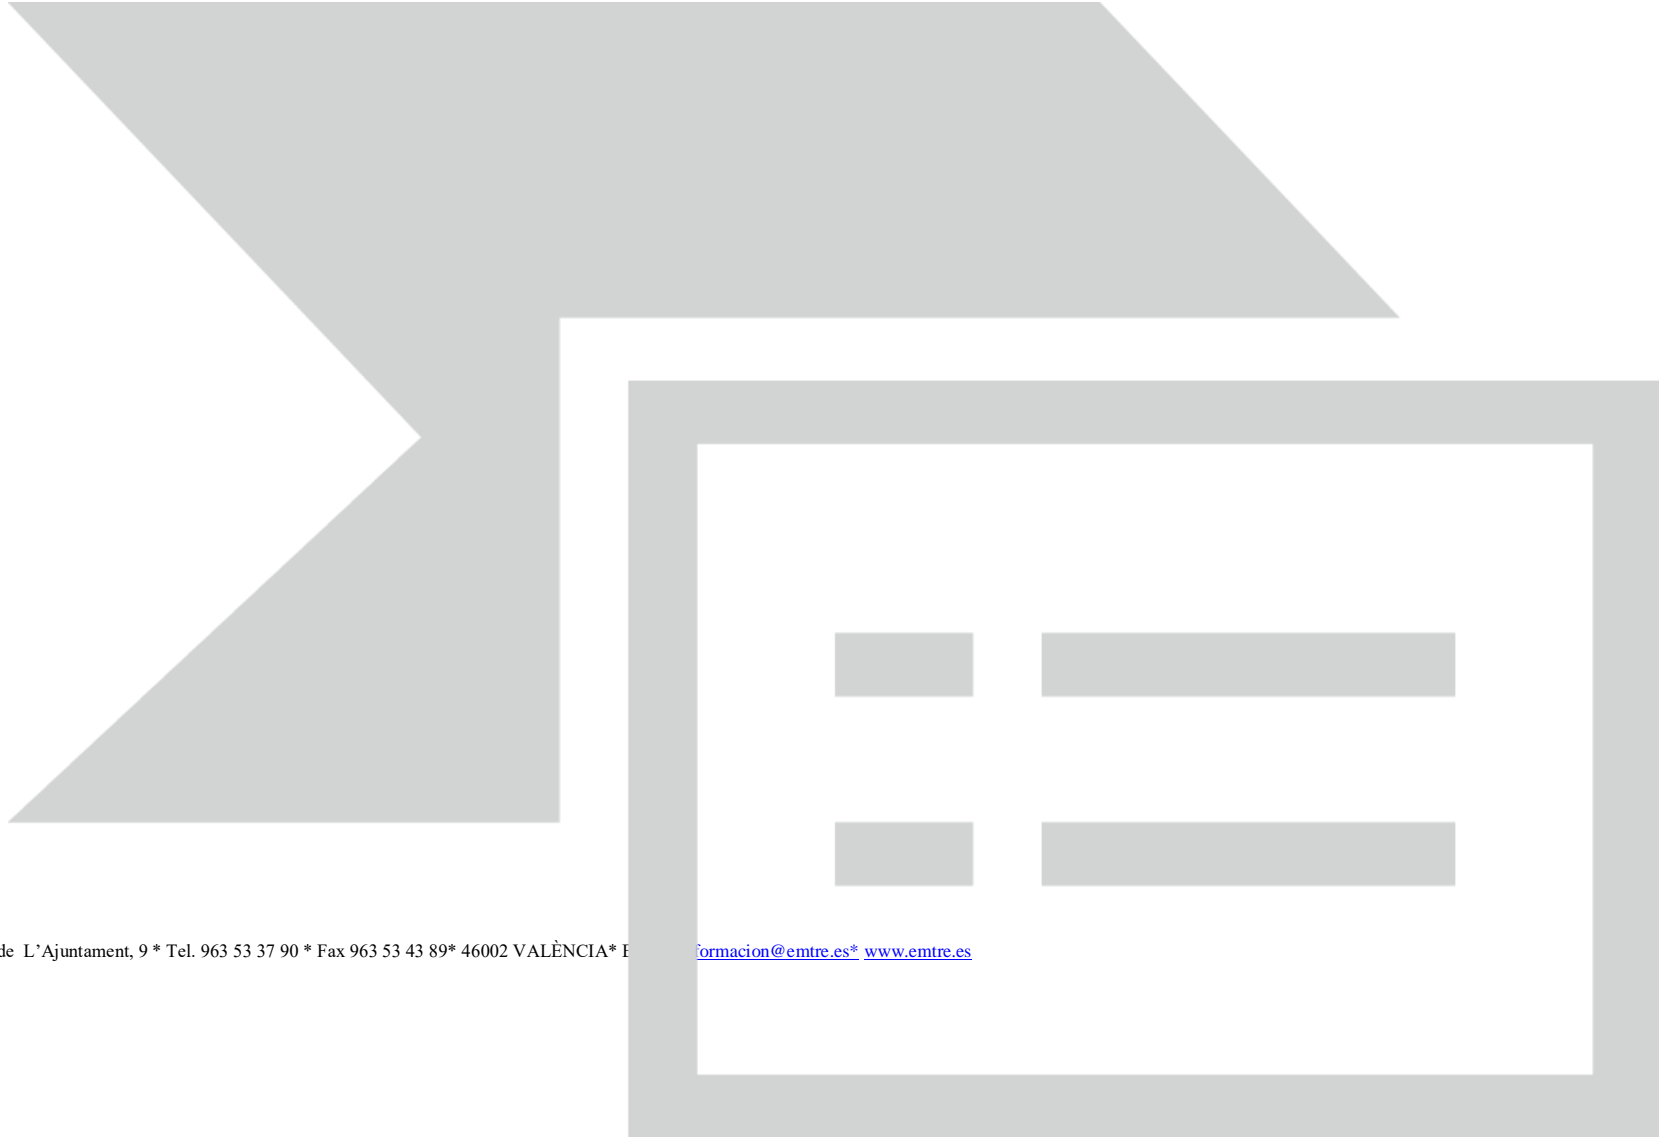 de L’Ajuntament, 9 * Tel. 963 53 37 90 * Fax 963 53 43 89* 46002 VALÈNCIA* formacion@emtre.es* www.emtre.es